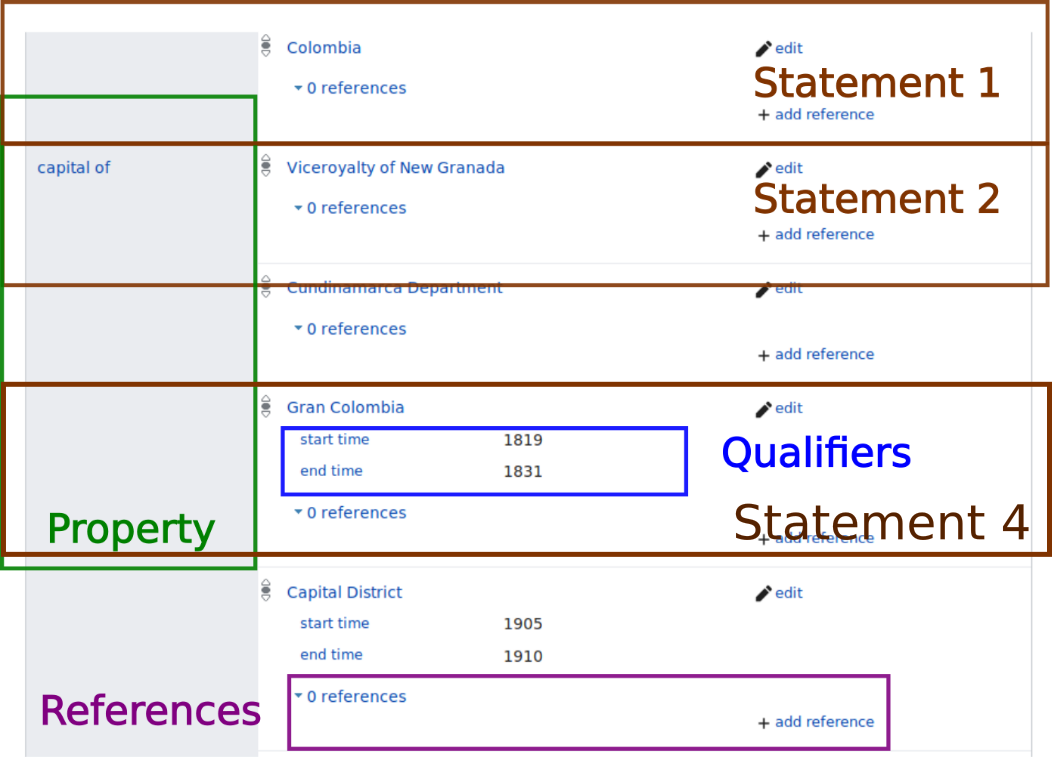 Colombia edit
0 references
Statement 1
+ add reference
capital of Viceroyalty of New Granada edit
0 references
Statement 2
+ add reference
Cundinamarca Department edit
0 references
+ add reference
Gran Colombia edit
start time 1819
Qualifiers
end time 1831
0 references
Property Statement 4
+ add reference
Capital District edit
start time 1905
end time 1910
0 references
References
+ add reference